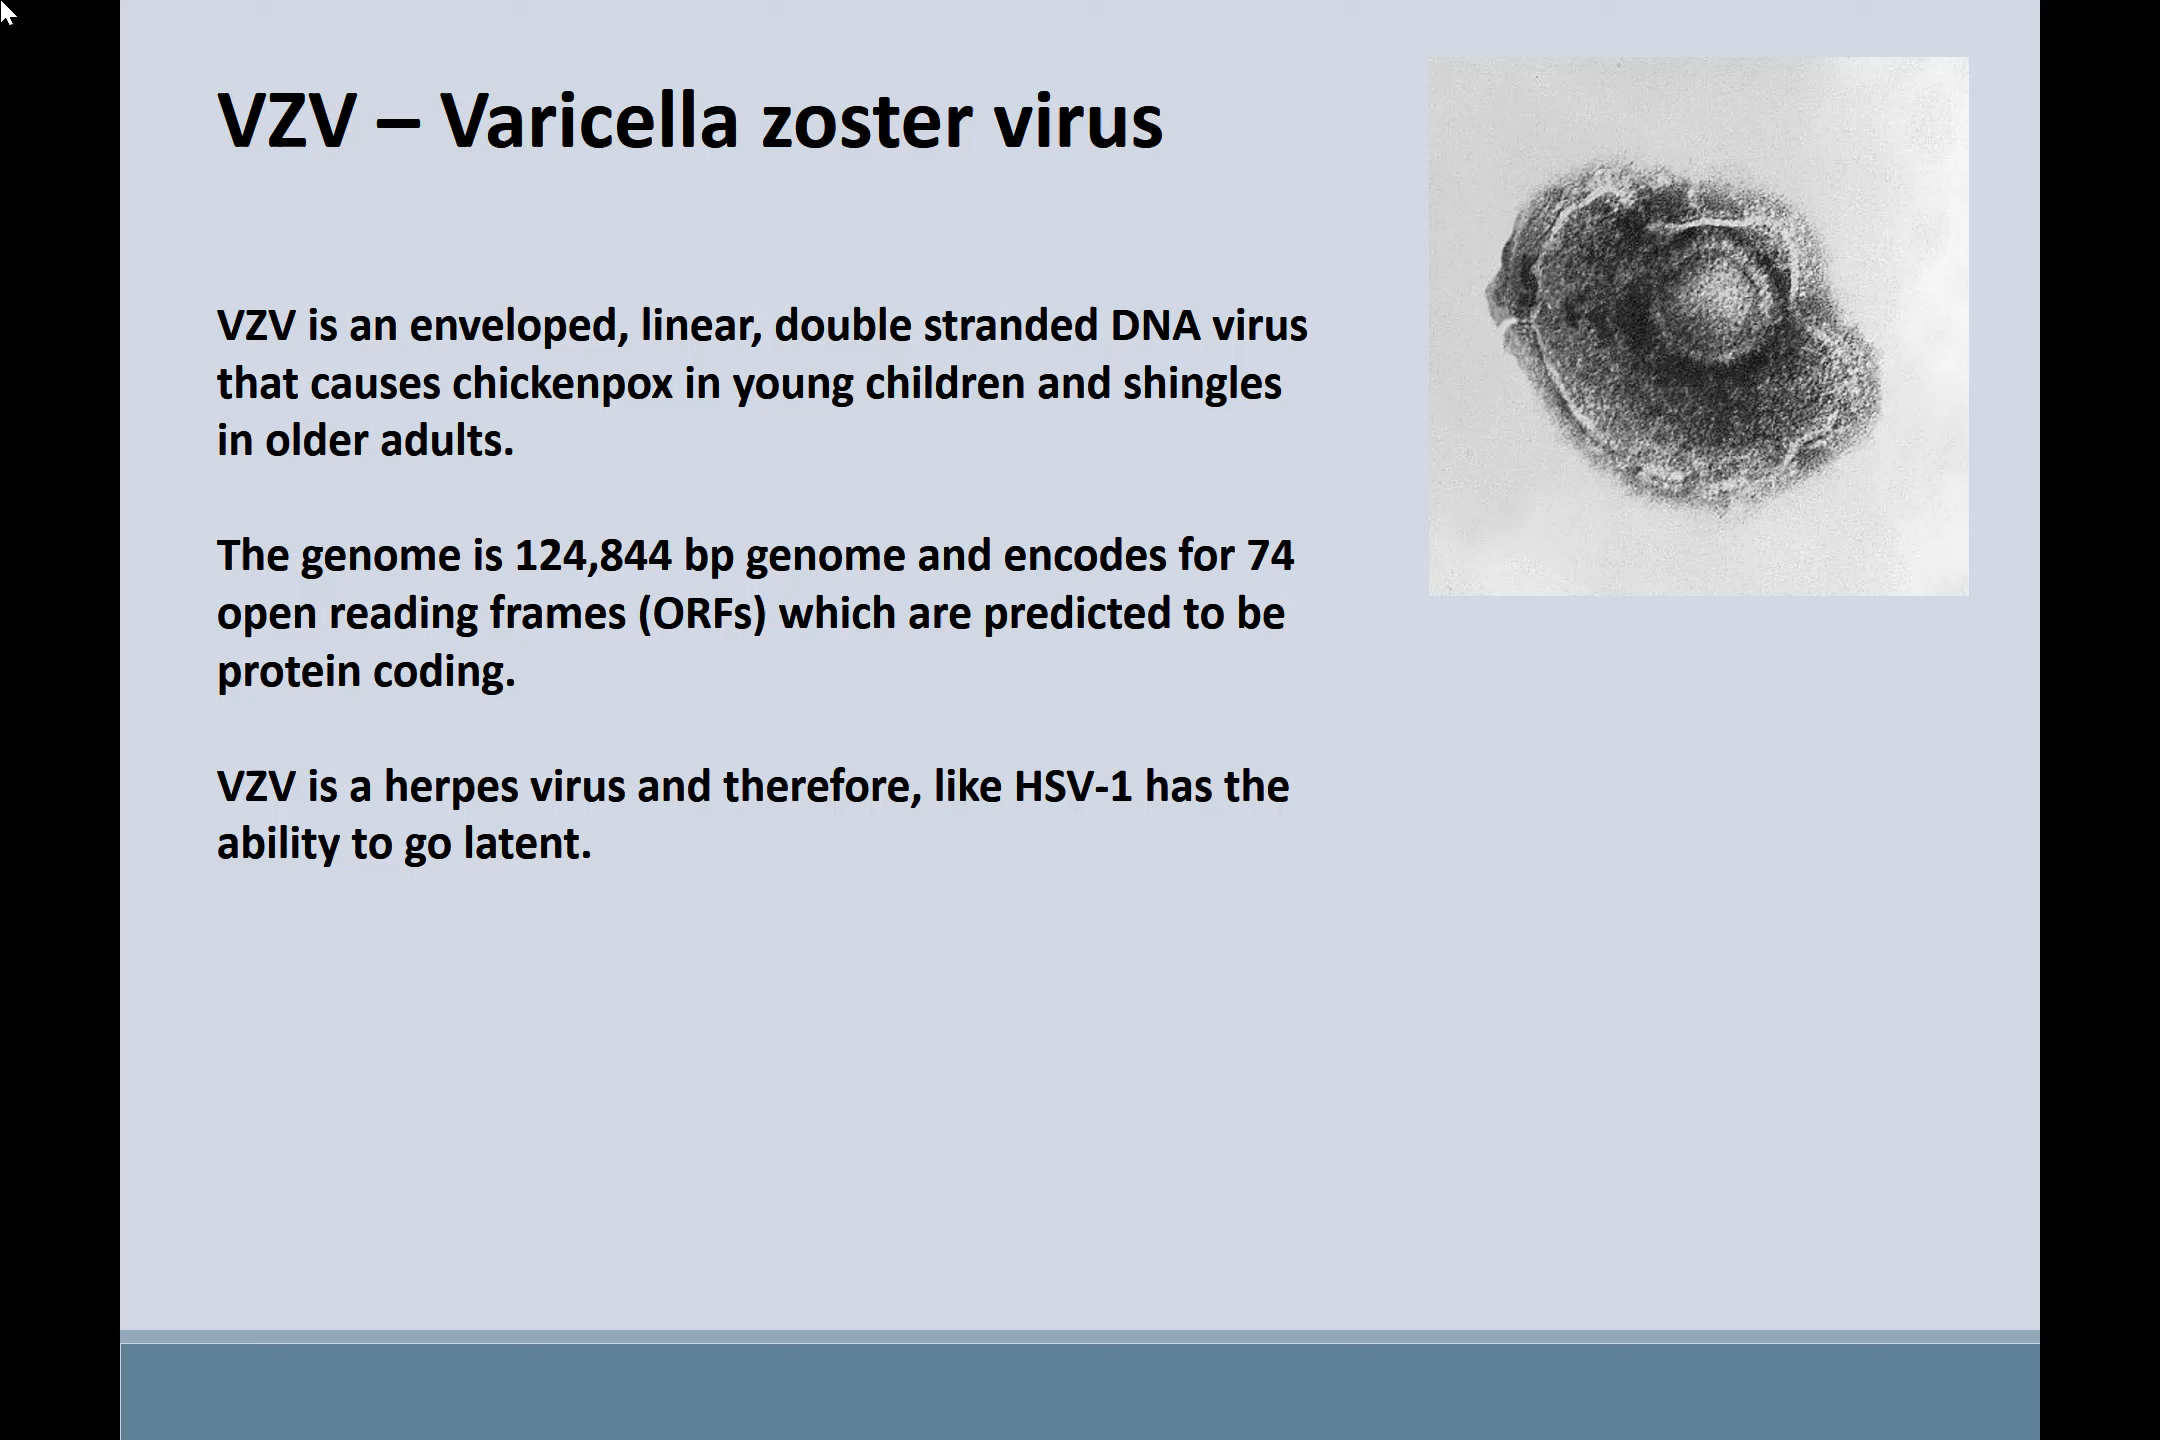 VZV – Varicella zoster virus
VZV is an enveloped, linear, double stranded DNA virus
that causes chickenpox in young children and shingles
in older adults.
The genome is 124,844 bp genome and encodes for 74
open reading frames (ORFs) which are predicted to be
protein coding.
VZV is a herpes virus and therefore, like HSV-1 has the
ability to go latent.